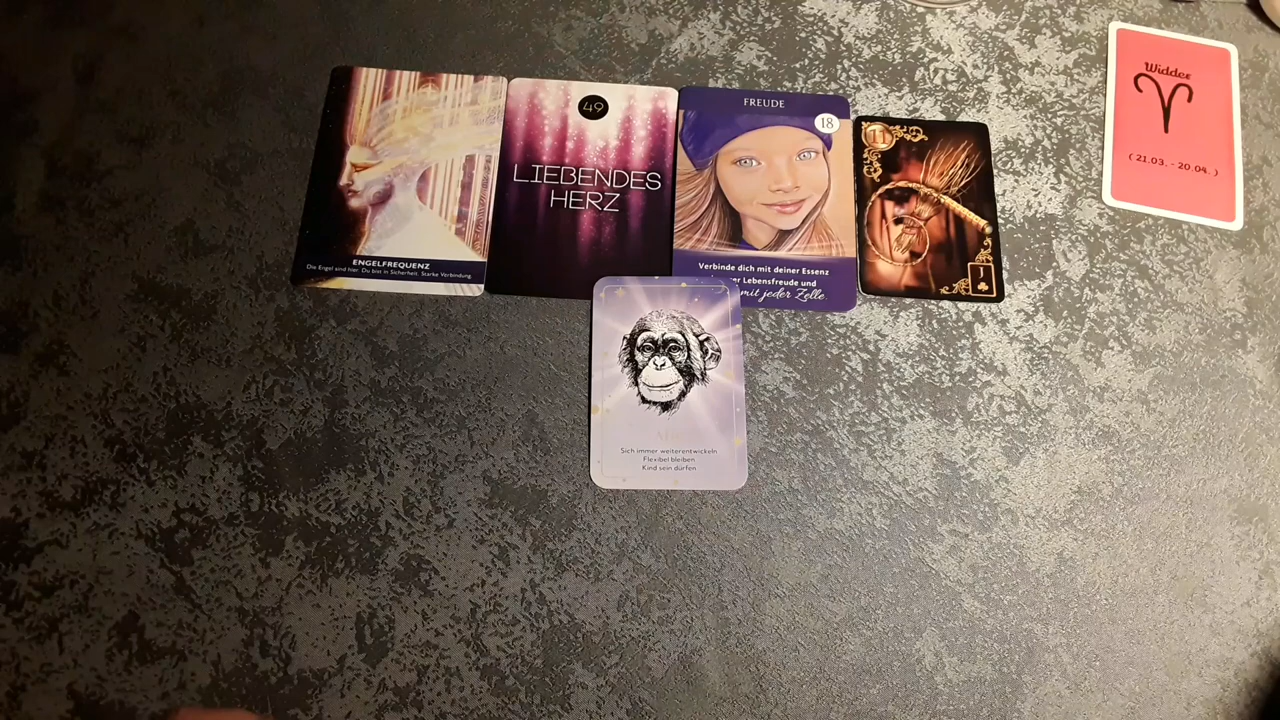 ENGELFREQUENZ
Die Engel sind hier. Du bist in Sicherheit. Starke Verbindung.
49
LIEBENDES
HERZ
FREUDE
18
Verbinde dich mit deiner Essenz
Lebensfreude und
mit jeder Zelle.
11
J
Widder
( 21.03. - 20.04. )
Sich immer weiterentwickeln
Flexibel bleiben
Kind sein dürfen